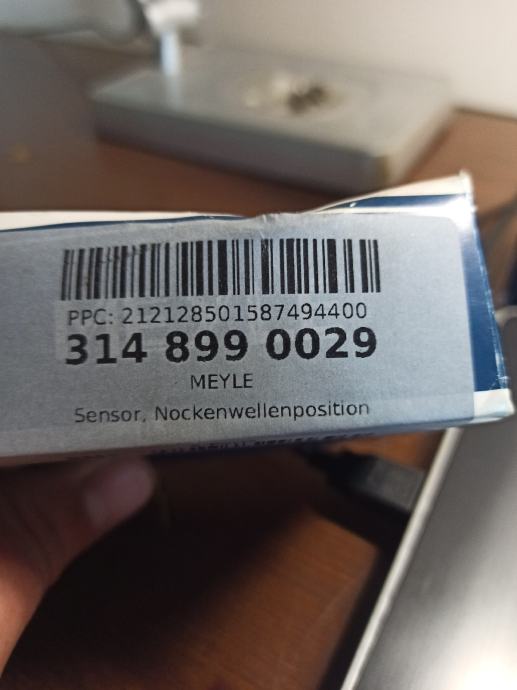 PPC: 212128501587494400
314 899 0029
MEYLE
Sensor, Nockenwellenposition